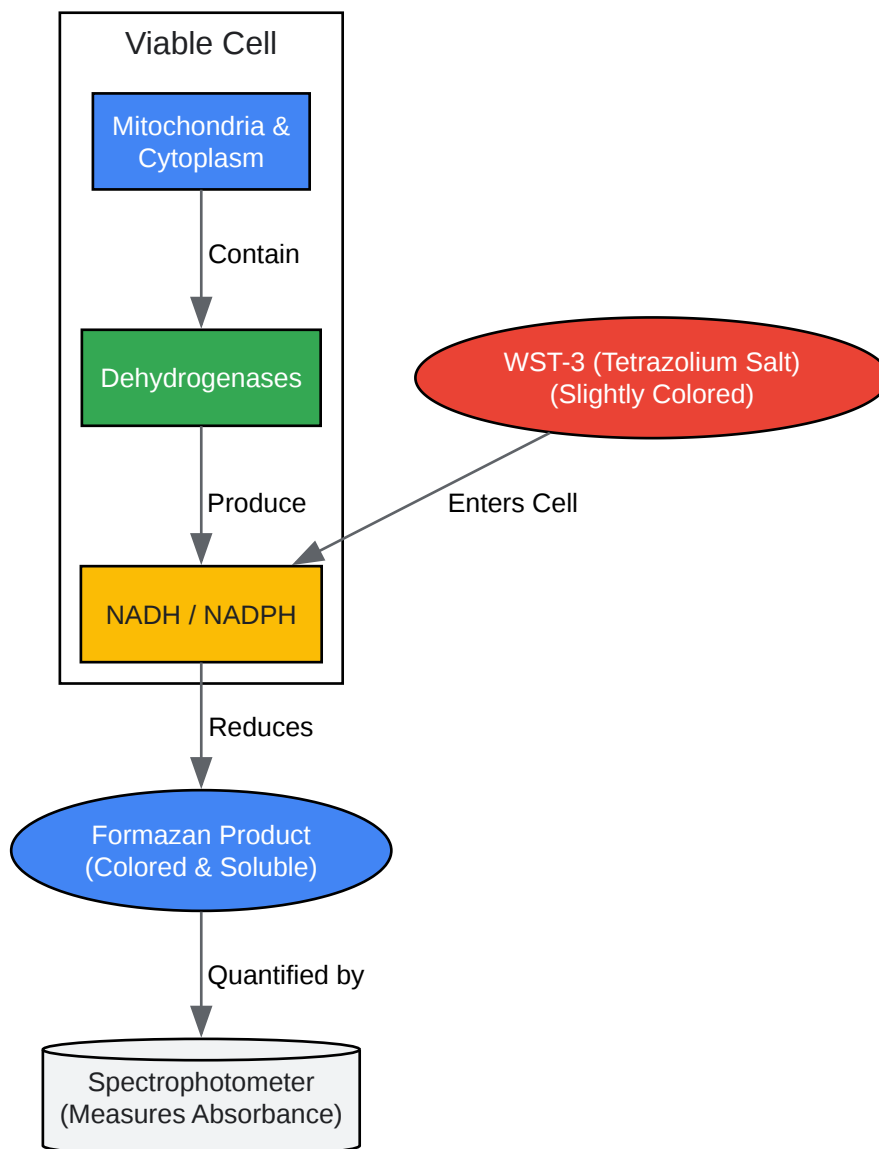 Viable Cell
Mitochondria &
Cytoplasm
Contain
Dehydrogenases
WST-3 (Tetrazolium Salt)
(Slightly Colored)
Produce
Enters Cell
NADH / NADPH
Reduces
Formazan Product
(Colored & Soluble)
Quantified by
Spectrophotometer
(Measures Absorbance)